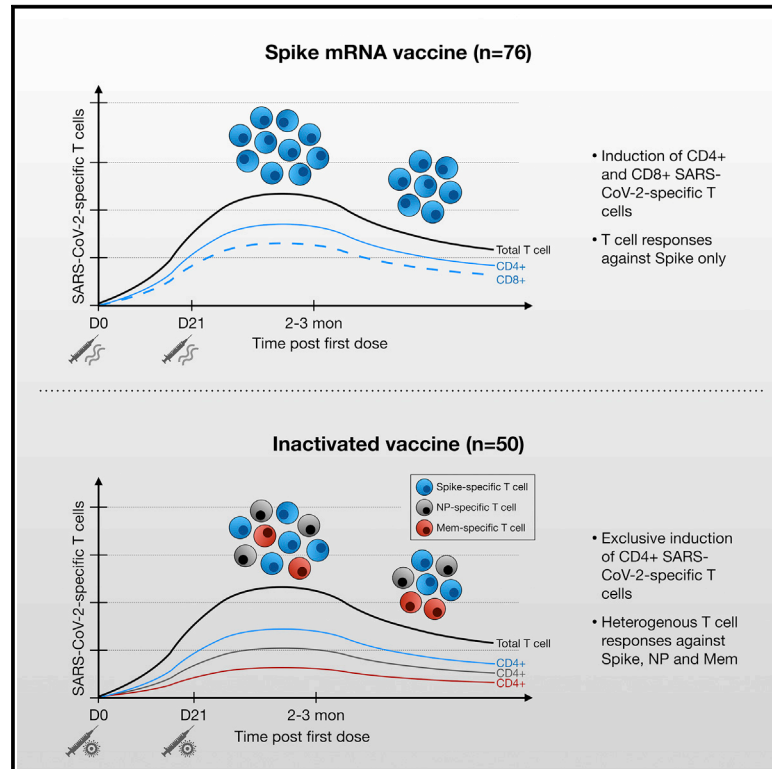 Spike mRNA vaccine (n=76)
SARS-CoV-2-specific T cells
Total T cell
CD4+
CD8+
D0
D21
2-3 mon
Time post first dose
• Induction of CD4+
and CD8+ SARS-
CoV-2-specific T
cells
• T cell responses
against Spike only
Inactivated vaccine (n=50)
SARS-CoV-2-specific T cells
Spike-specific T cell
NP-specific T cell
Mem-specific T cell
Total T cell
CD4+
CD4+
CD4+
D0
D21
2-3 mon
Time post first dose
• Exclusive induction
of CD4+ SARS-
CoV-2-specific T
cells
• Heterogenous T cell
responses against
Spike, NP and Mem